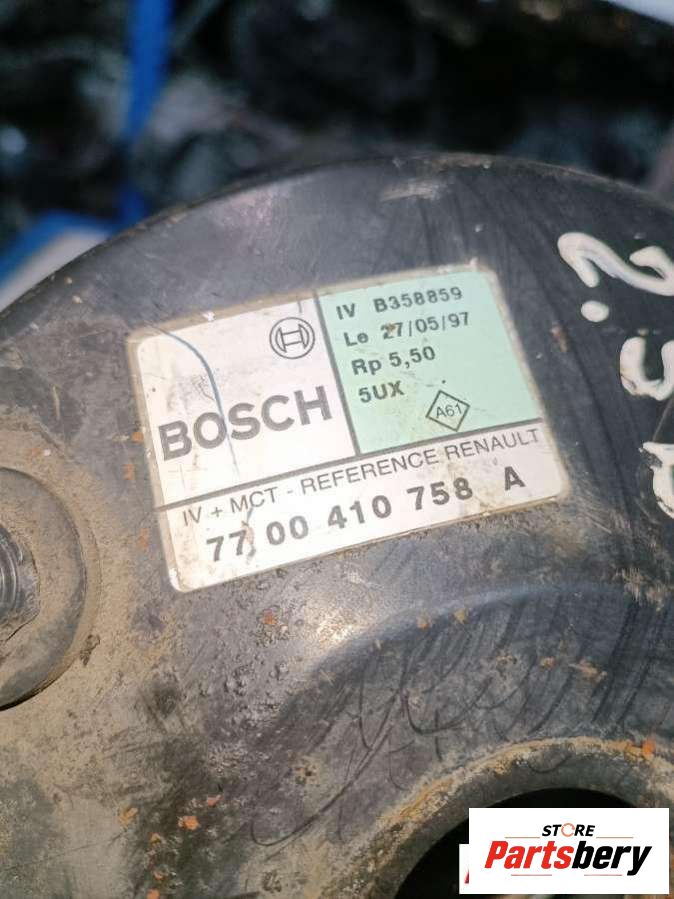 IV B358859
Le 27/05/97
Rp 5,50
5UX
A61
BOSCH
IV + MCT - REFERENCE RENAULT
77 00 410 758 A
STORE
Partsbery